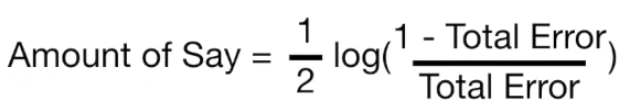 Amount of Say = 1/2 log( (1 - Total Error) / Total Error )